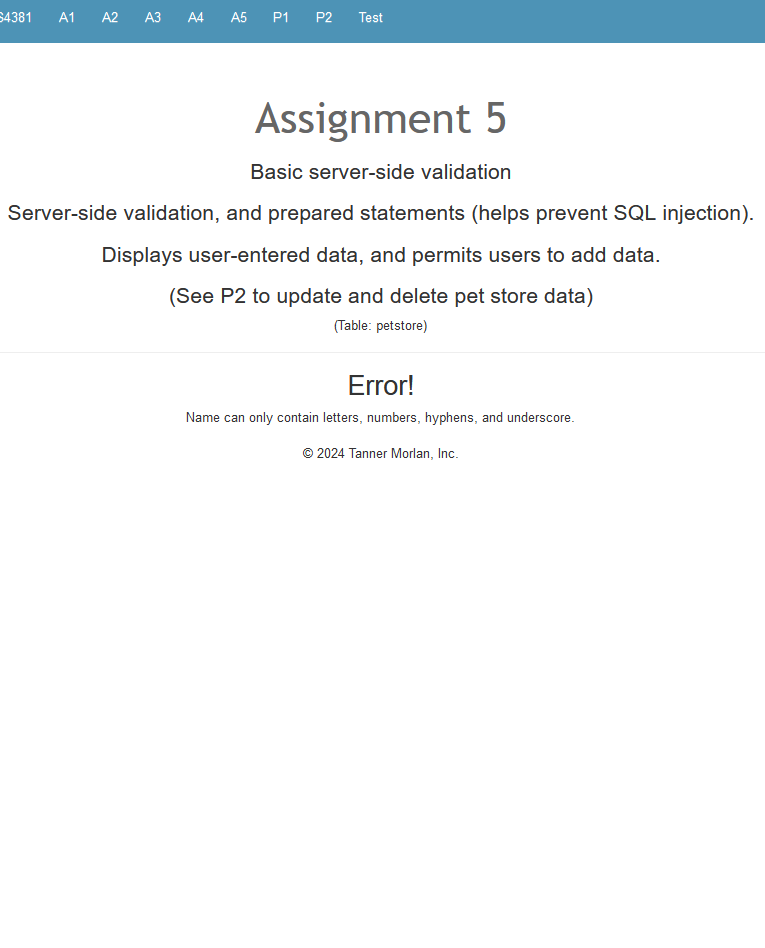 S4381 A1 A2 A3 A4 A5 P1 P2 Test
Assignment 5
Basic server-side validation
Server-side validation, and prepared statements (helps prevent SQL injection).
Displays user-entered data, and permits users to add data.
(See P2 to update and delete pet store data)
(Table: petstore)
Error!
Name can only contain letters, numbers, hyphens, and underscore.
© 2024 Tanner Morlan, Inc.